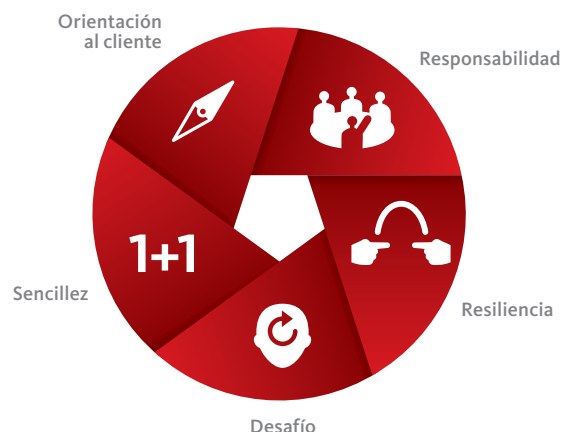 Orientación
al cliente
Responsabilidad
1+1
Sencillez
Resiliencia
Desafío